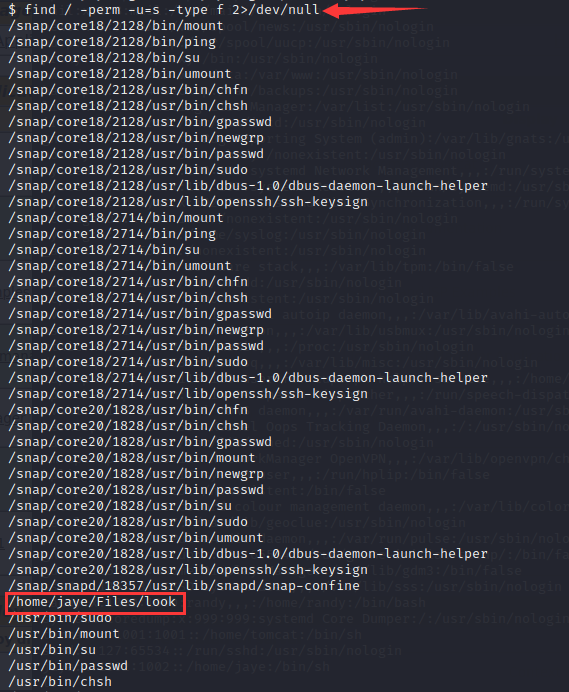 $ find / -perm -u=s -type f 2>/dev/null
/snap/core18/2128/bin/mount
/snap/core18/2128/bin/ping
/snap/core18/2128/bin/su
/snap/core18/2128/bin/umount
/snap/core18/2128/usr/bin/chfn
/snap/core18/2128/usr/bin/chsh
/snap/core18/2128/usr/bin/gpasswd
/snap/core18/2128/usr/bin/newgrp
/snap/core18/2128/usr/bin/passwd
/snap/core18/2128/usr/bin/sudo
/snap/core18/2128/usr/lib/dbus-1.0/dbus-daemon-launch-helper
/snap/core18/2128/usr/lib/openssh/ssh-keysign
/snap/core18/2714/bin/mount
/snap/core18/2714/bin/ping
/snap/core18/2714/bin/su
/snap/core18/2714/bin/umount
/snap/core18/2714/usr/bin/chfn
/snap/core18/2714/usr/bin/chsh
/snap/core18/2714/usr/bin/gpasswd
/snap/core18/2714/usr/bin/newgrp
/snap/core18/2714/usr/bin/passwd
/snap/core18/2714/usr/bin/sudo
/snap/core18/2714/usr/lib/dbus-1.0/dbus-daemon-launch-helper
/snap/core18/2714/usr/lib/openssh/ssh-keysign
/snap/core20/1828/usr/bin/chfn
/snap/core20/1828/usr/bin/chsh
/snap/core20/1828/usr/bin/gpasswd
/snap/core20/1828/usr/bin/mount
/snap/core20/1828/usr/bin/newgrp
/snap/core20/1828/usr/bin/passwd
/snap/core20/1828/usr/bin/su
/snap/core20/1828/usr/bin/sudo
/snap/core20/1828/usr/bin/umount
/snap/core20/1828/usr/lib/dbus-1.0/dbus-daemon-launch-helper
/snap/core20/1828/usr/lib/openssh/ssh-keysign
/snap/snapd/18357/usr/lib/snapd/snap-confine
/home/jaye/Files/look
/usr/bin/sudo
/usr/bin/mount
/usr/bin/su
/usr/bin/passwd
/usr/bin/chsh